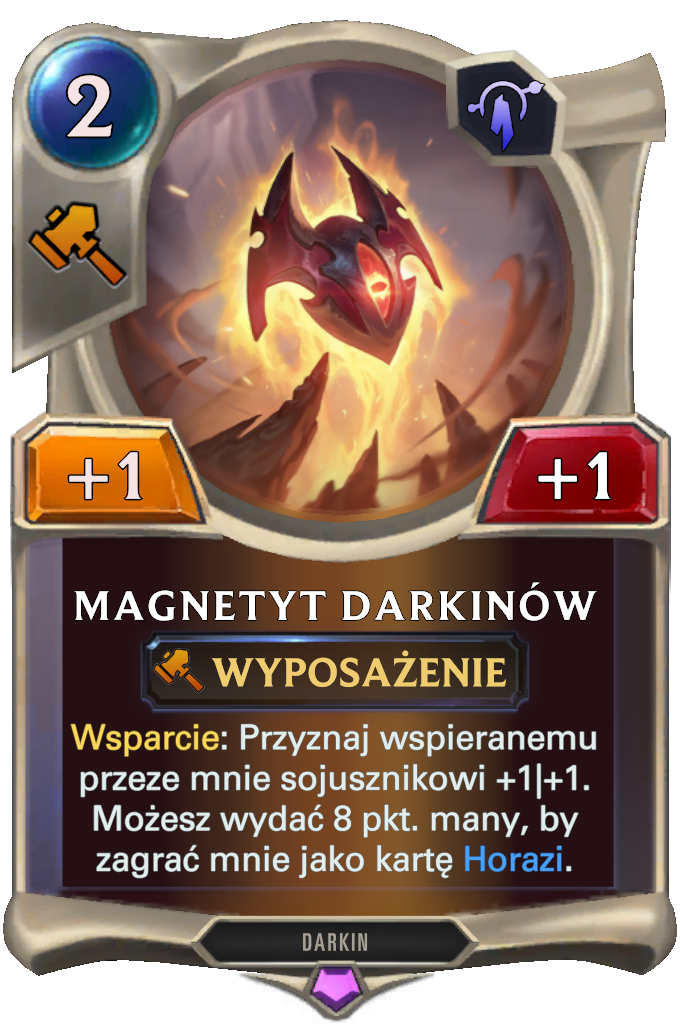 2
+1
+1
MAGNETYT DARKINÓW
WYPOSAŻENIE
Wsparcie: Przyznaj wspieranemu
przeze mnie sojusznikowi +1|+1.
Możesz wydać 8 pkt. many, by
zagrać mnie jako kartę Horazi.
DARKIN